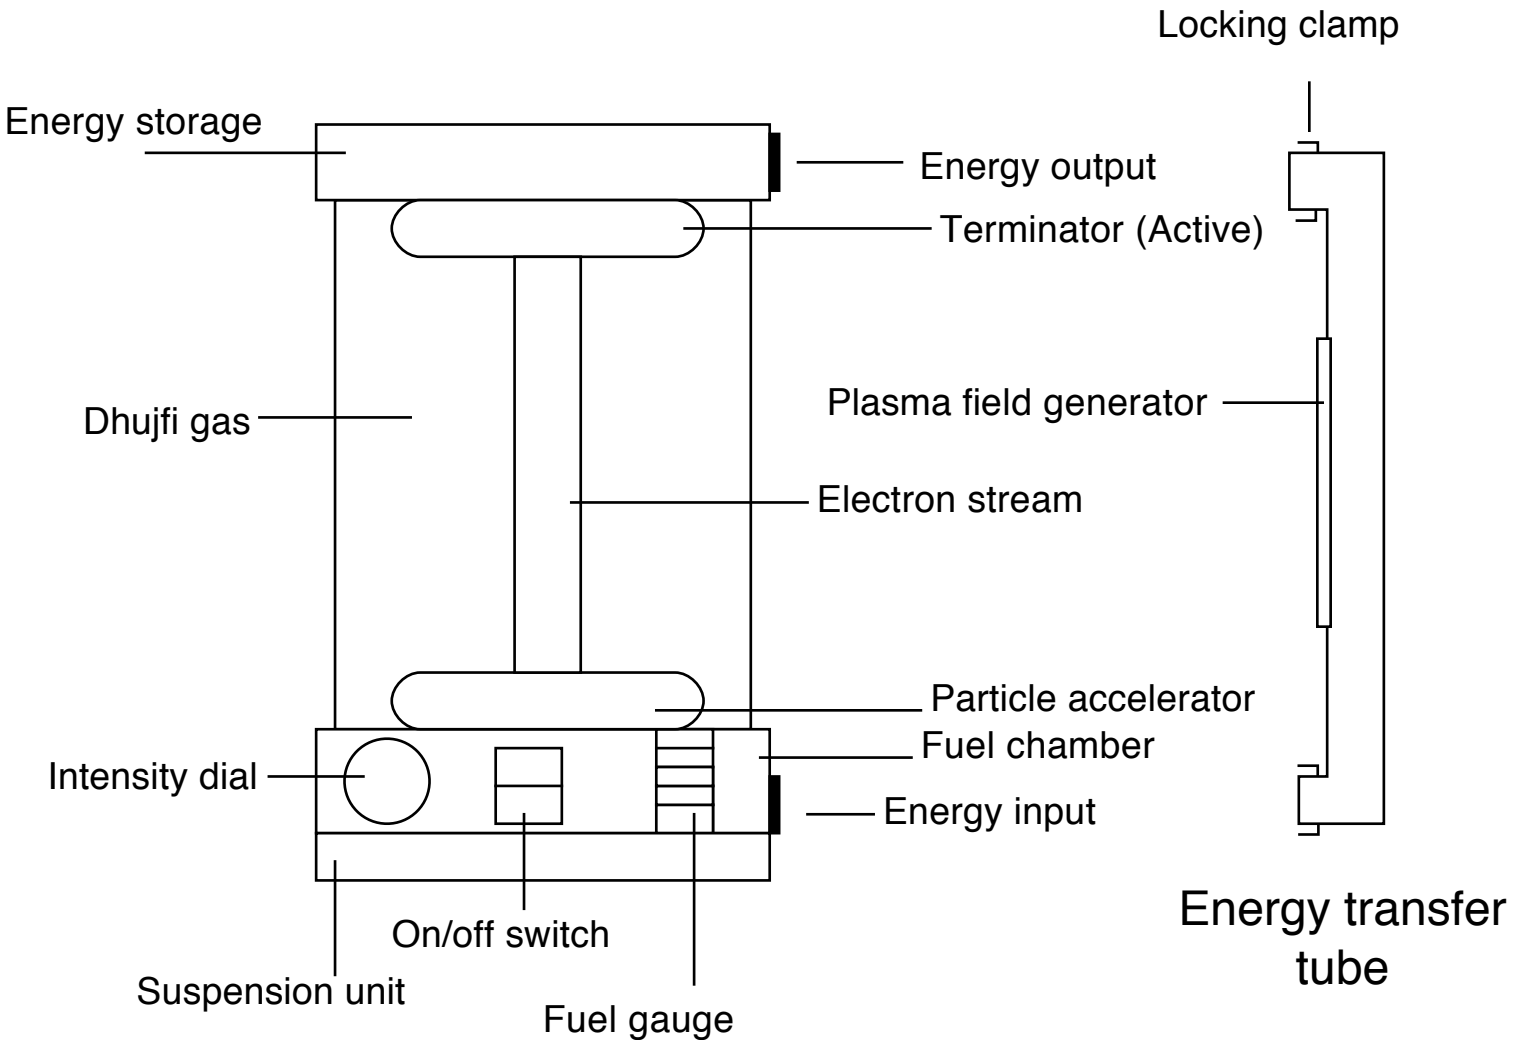 Locking clamp
Energy storage
Energy output
Terminator (Active)
Dhujfi gas
Plasma field generator
Electron stream
Particle accelerator
Fuel chamber
Intensity dial
Energy input
On/off switch
Suspension unit
Fuel gauge
Energy transfer
tube